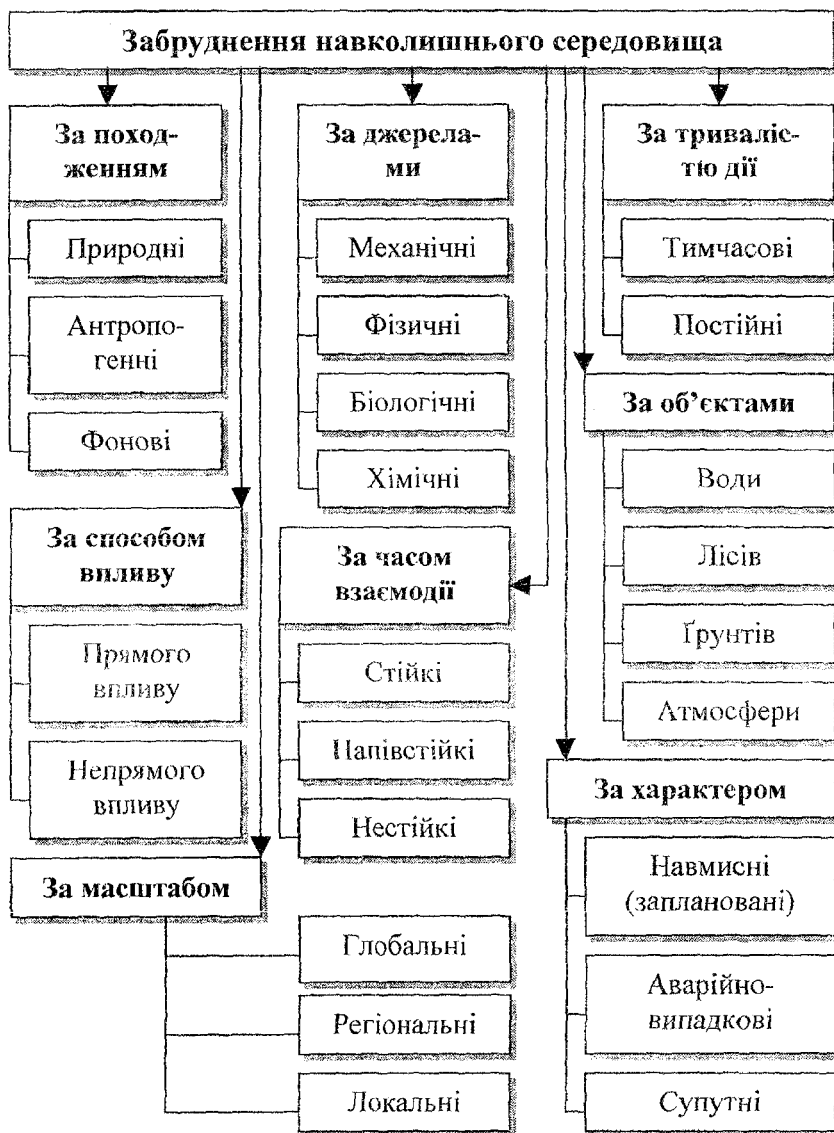 Забруднення навколишнього середовища
За поход-
женням
Природні
Антропо-
генні
Фонові
За способом
впливу
Прямого
впливу
Непрямого
впливу
За масштабом
Глобальні
Регіональні
Локальні
За джерела-
ми
Механічні
Фізичні
Біологічні
Хімічні
За часом
взаємодії
Стійкі
Напівстійкі
Нестійкі
За триваліс-
тю дії
Тимчасові
Постійні
За об’єктами
Води
Лісів
Ґрунтів
Атмосфери
За характером
Навмисні
(заплановані)
Аварійно-
випадкові
Супутні